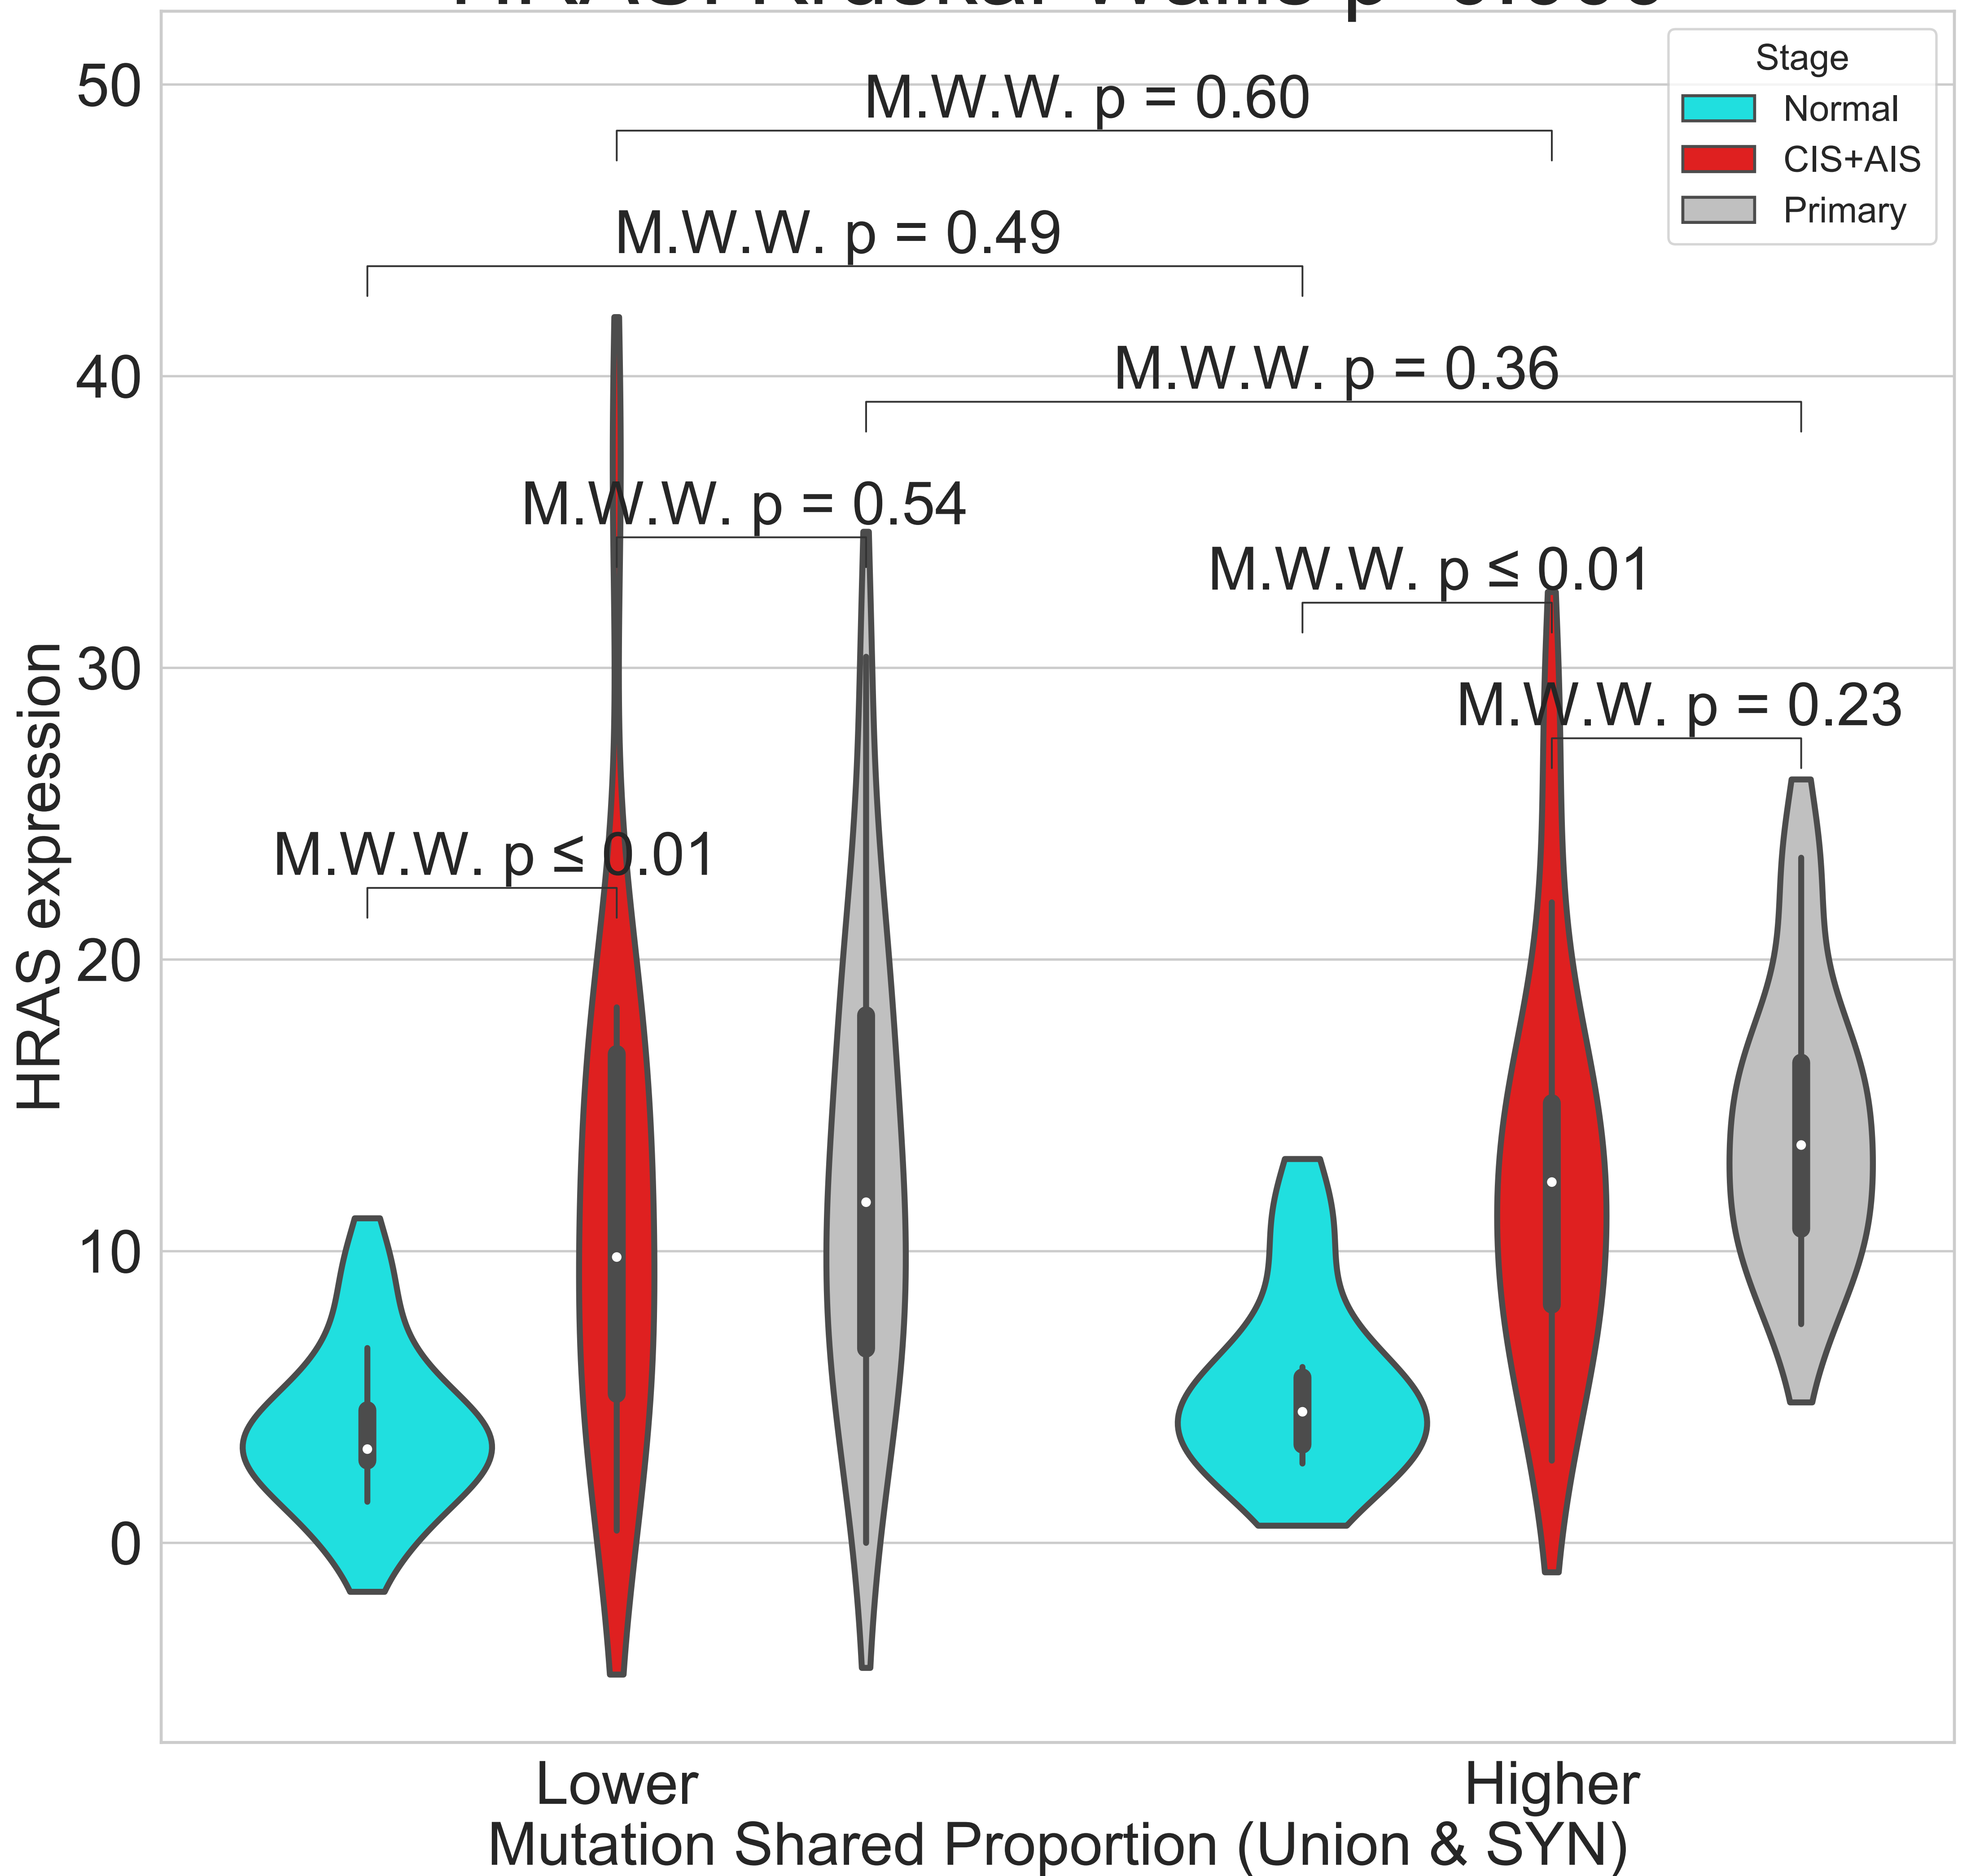 50
40
30
20
10
0
HRAS expression
M.W.W. p = 0.60
M.W.W. p = 0.49
M.W.W. p = 0.36
M.W.W. p = 0.54
M.W.W. p ≤ 0.01
M.W.W. p = 0.23
M.W.W. p ≤ 0.01
Stage
Normal
CIS+AIS
Primary
Lower
Higher
Mutation Shared Proportion (Union & SYN)